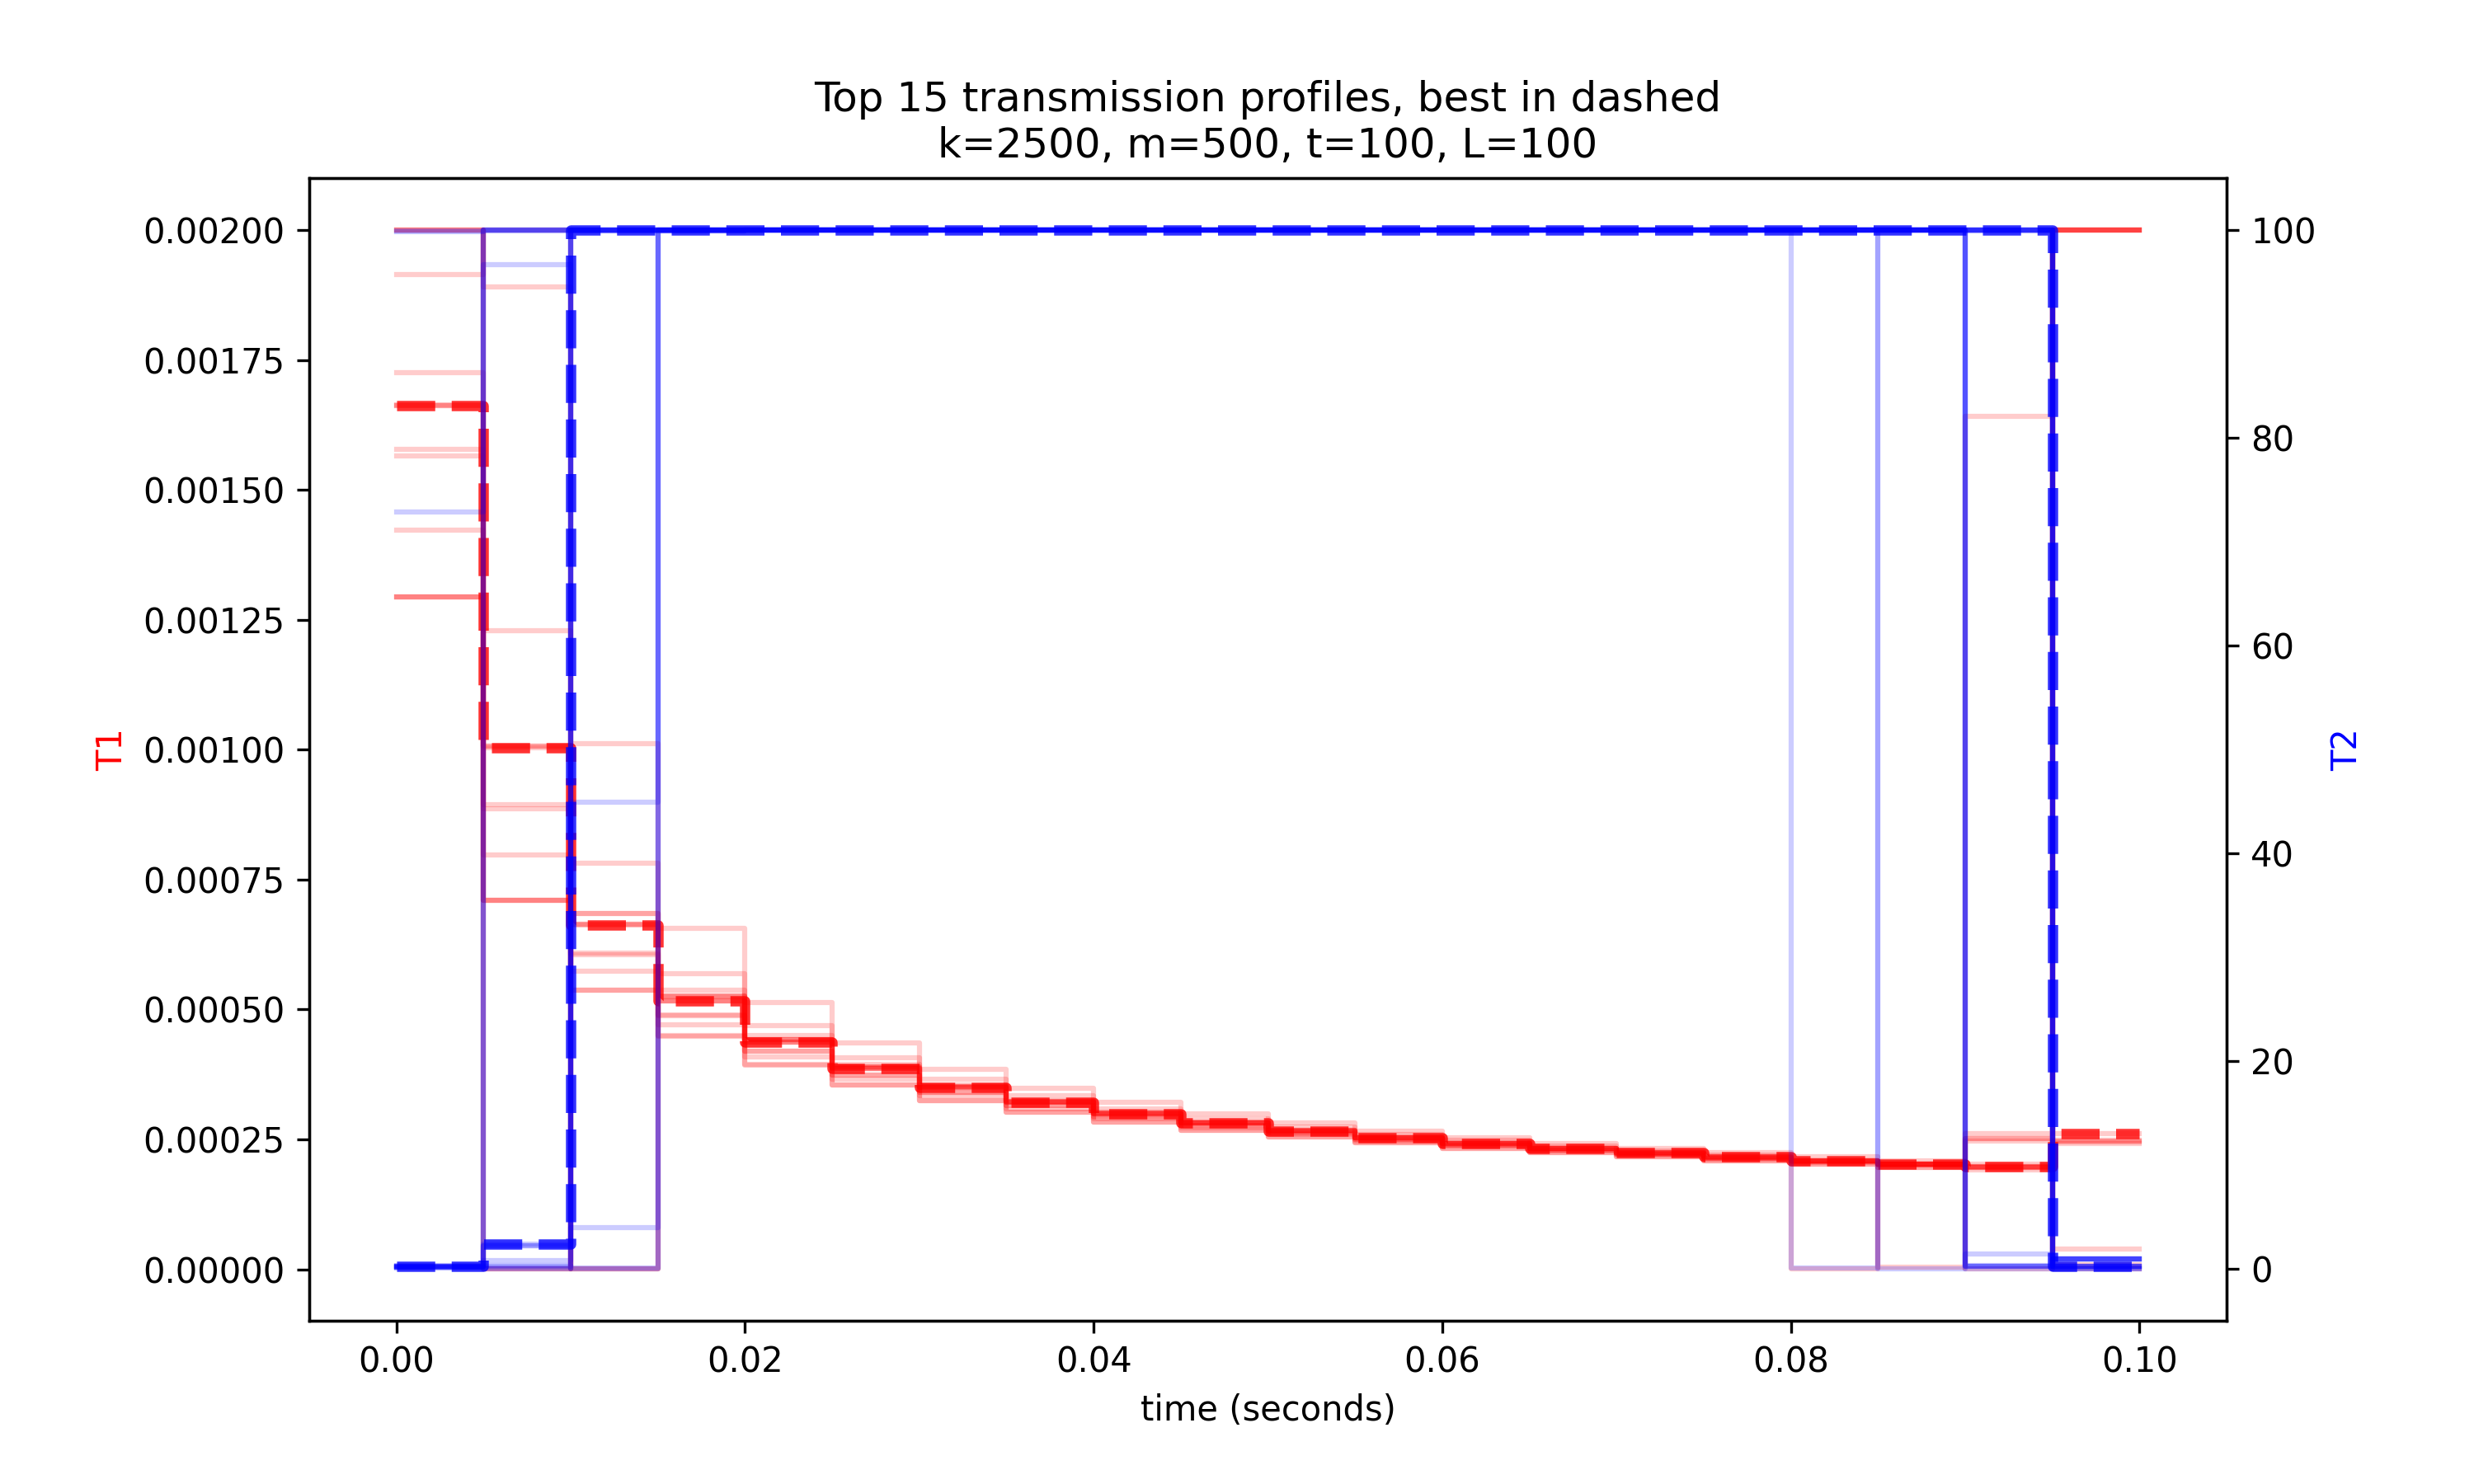 Top 15 transmission profiles, best in dashed
k=2500, m=500, t=100, L=100
T1
0.00200
0.00175
0.00150
0.00125
0.00100
0.00075
0.00050
0.00025
0.00000
100
80
60
40
20
0
T2
0.00 0.02 0.04 0.06 0.08 0.10
time (seconds)